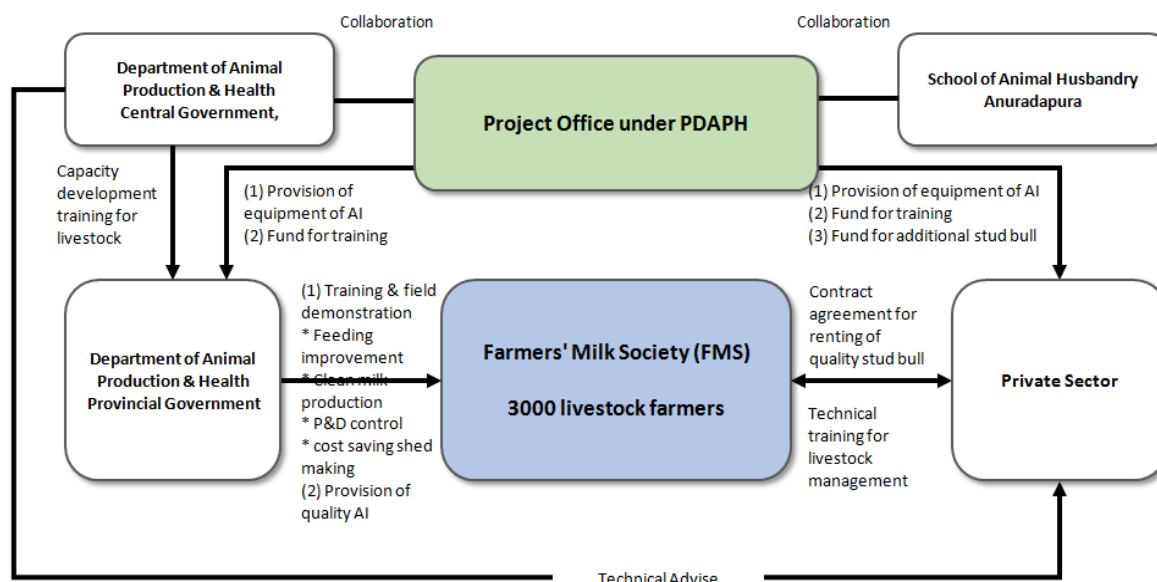 Collaboration
Collaboration
Department of Animal
Production & Health
Central Government,
Project Office under PDAPH
School of Animal Husbandry
Anuradapura
Capacity
development
training for
livestock
(1) Provision of
equipment of AI
(2) Fund for training
(1) Provision of equipment of AI
(2) Fund for training
(3) Fund for additional stud bull
Department of Animal
Production & Health
Provincial Government
(1) Training & field
demonstration
* Feeding
improvement
* Clean milk
production
* P&D control
* cost saving shed
making
(2) Provision of
quality AI
Farmers' Milk Society (FMS)
3000 livestock farmers
Contract
agreement for
renting of
quality stud bull
Technical
training for
livestock
management
Private Sector
Technical Advise